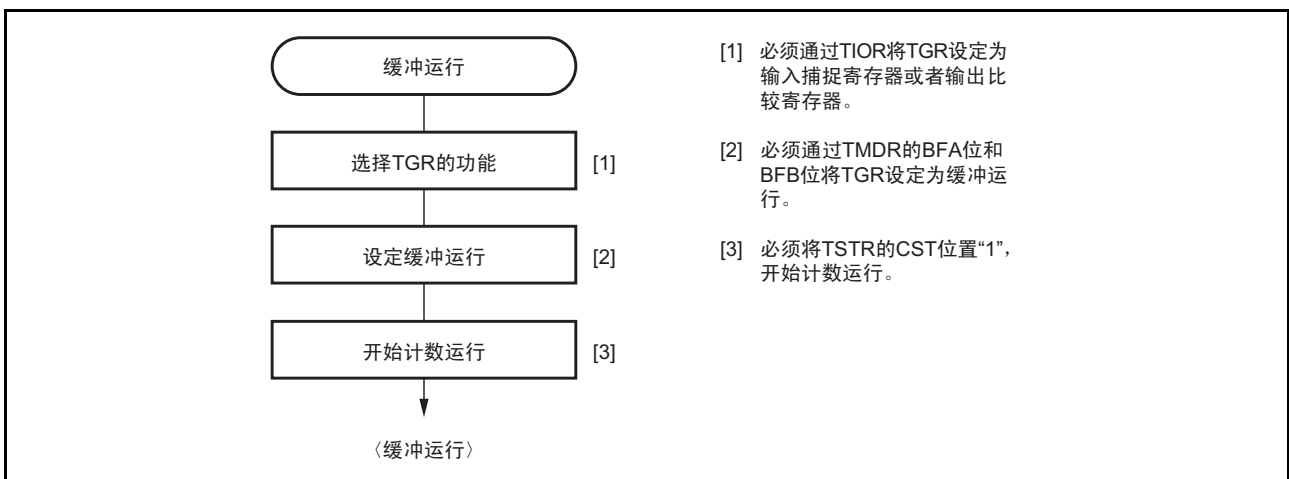 缓冲运行
选择TGR的功能 [1]
设定缓冲运行 [2]
开始计数运行 [3]
〈缓冲运行〉
[1] 必须通过TIOR将TGR设定为
输入捕捉寄存器或者输出比
较寄存器。
[2] 必须通过TMDR的BFA位和
BFB位将TGR设定为缓冲运
行。
[3] 必须将TSTR的CST位置“1”，
开始计数运行。